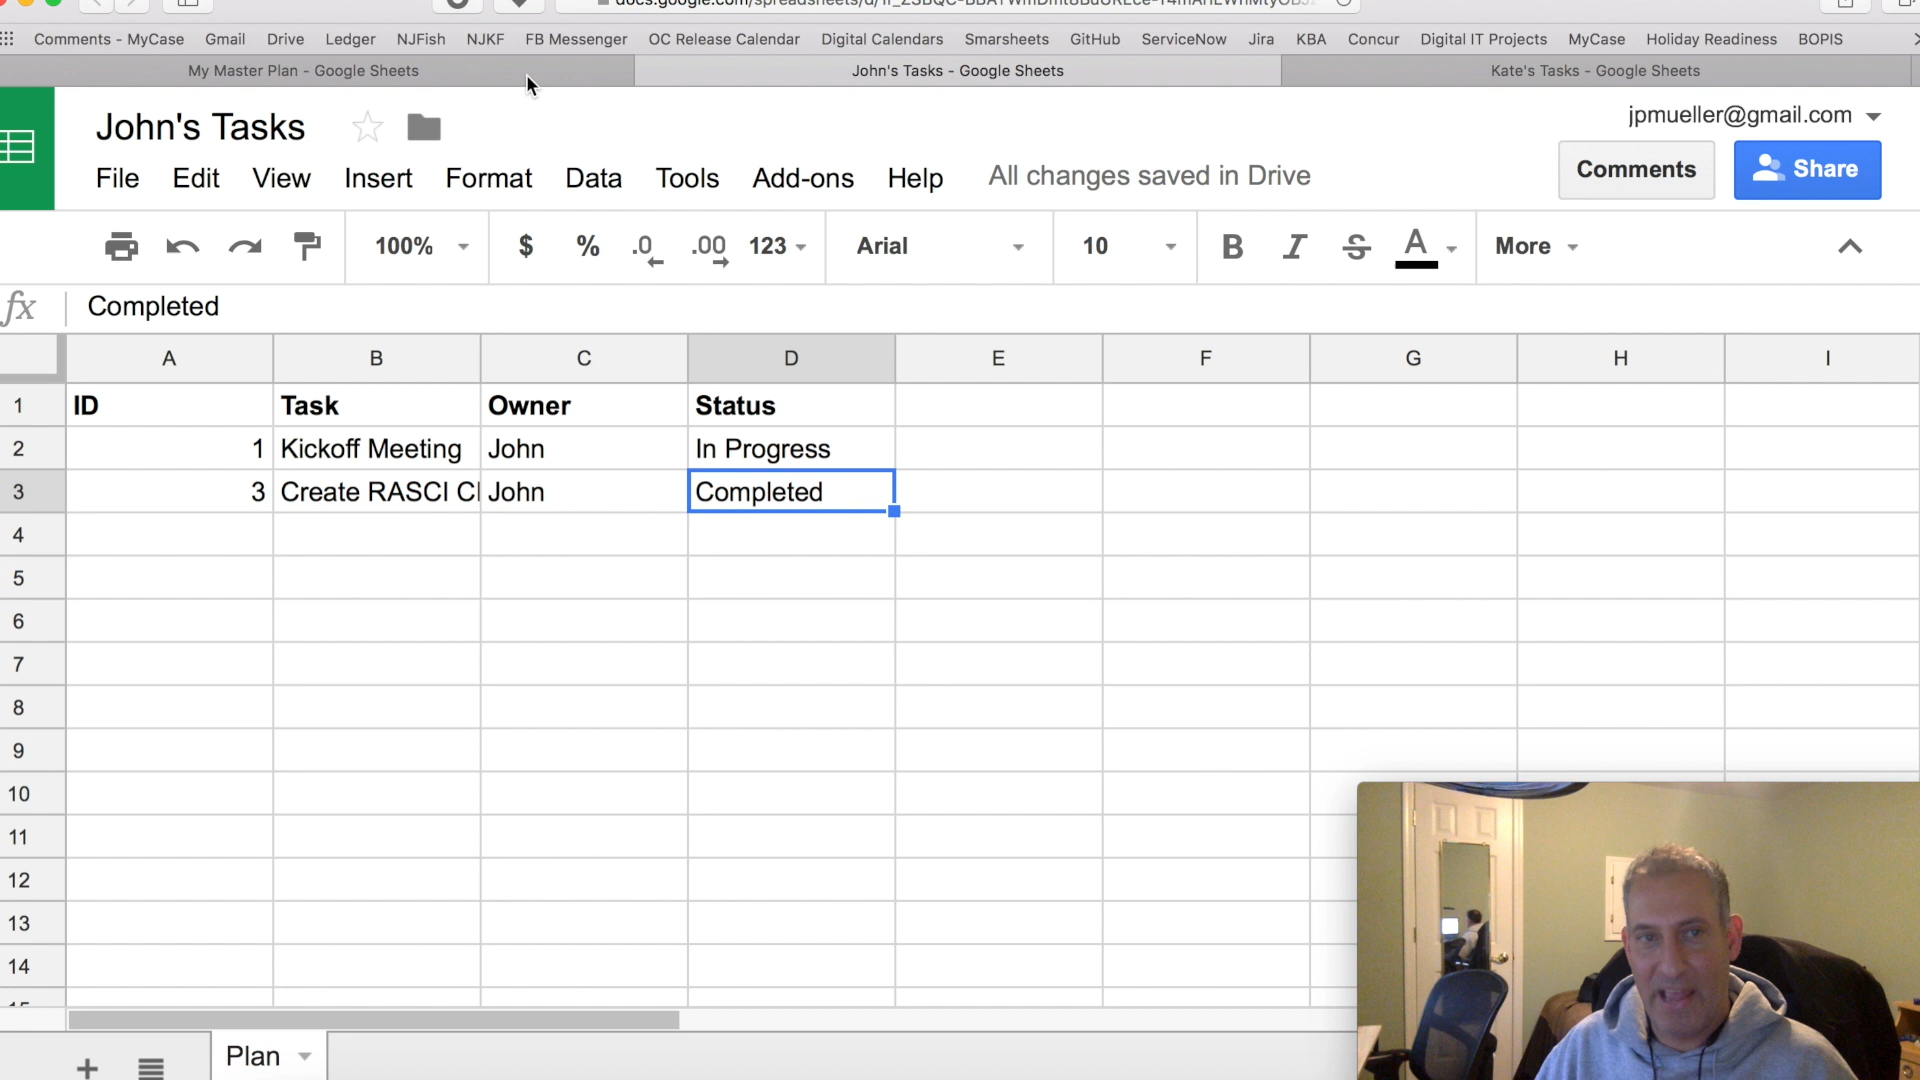 Comments - MyCase Gmail Drive Ledger NJFish NJKF FB Messenger OC Release Calendar Digital Calendars Smarsheets GitHub ServiceNow Jira KBA Concur Digital IT Projects MyCase Holiday Readiness BOPIS
My Master Plan - Google Sheets John's Tasks - Google Sheets Kate's Tasks - Google Sheets
John's Tasks jpmueller@gmail.com
File Edit View Insert Format Data Tools Add-ons Help All changes saved in Drive Comments Share
100% $ % .0 .00 123 Arial 10 B I S A More
fx Completed
A B C D E F G H I
1 ID Task Owner Status
2 1 Kickoff Meeting John In Progress
3 3 Create RASCI John Completed
4
5
6
7
8
9
10
11
12
13
14
Plan